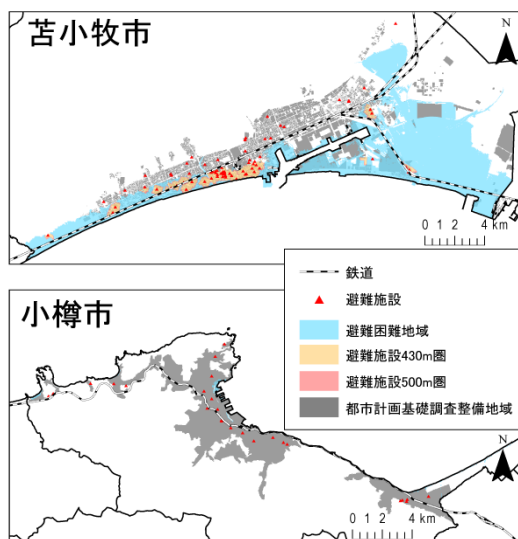 苫小牧市
N
0 2 4 km
鉄道
避難施設
避難困難地域
避難施設430m圏
避難施設500m圏
都市計画基礎調査整備地域
小樽市
N
0 2 4 km